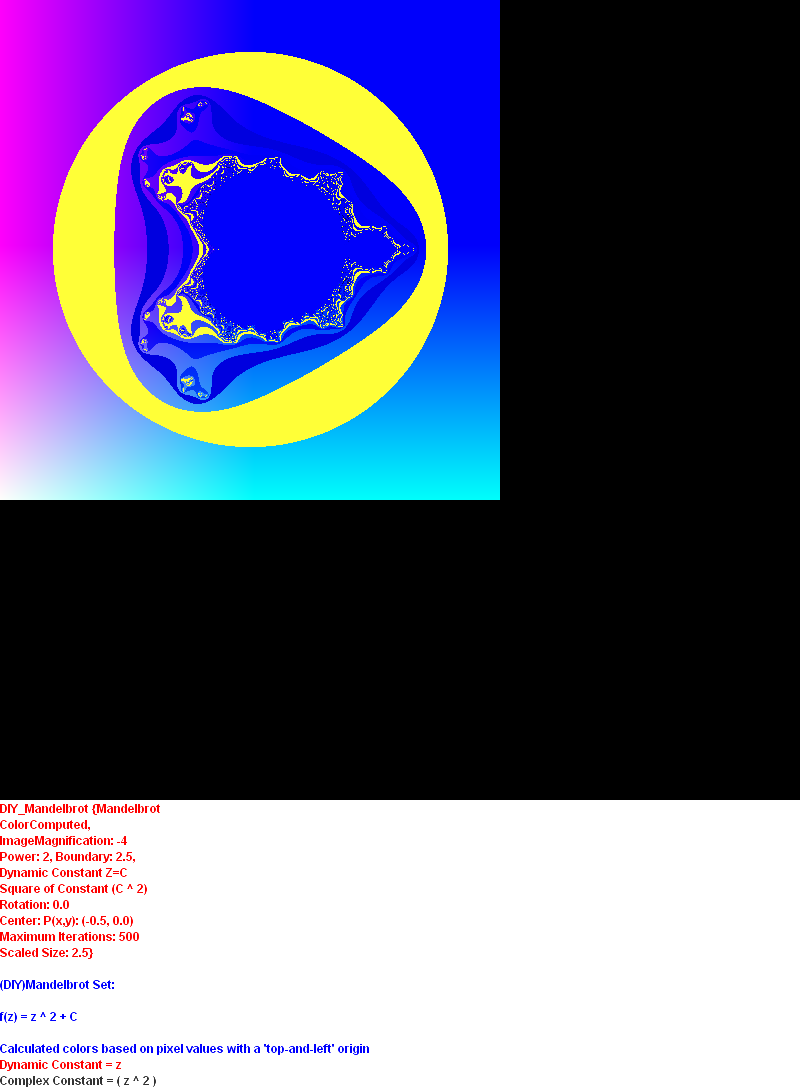 DIY_Mandelbrot {Mandelbrot
ColorComputed,
ImageMagnification: -4
Power: 2, Boundary: 2.5,
Dynamic Constant Z=C
Square of Constant (C ^ 2)
Rotation: 0.0
Center: P(x,y): (-0.5, 0.0)
Maximum Iterations: 500
Scaled Size: 2.5}
(DIY)Mandelbrot Set:
f(z) = z ^ 2 + C
Calculated colors based on pixel values with a 'top-and-left' origin
Dynamic Constant = z
Complex Constant = ( z ^ 2 )